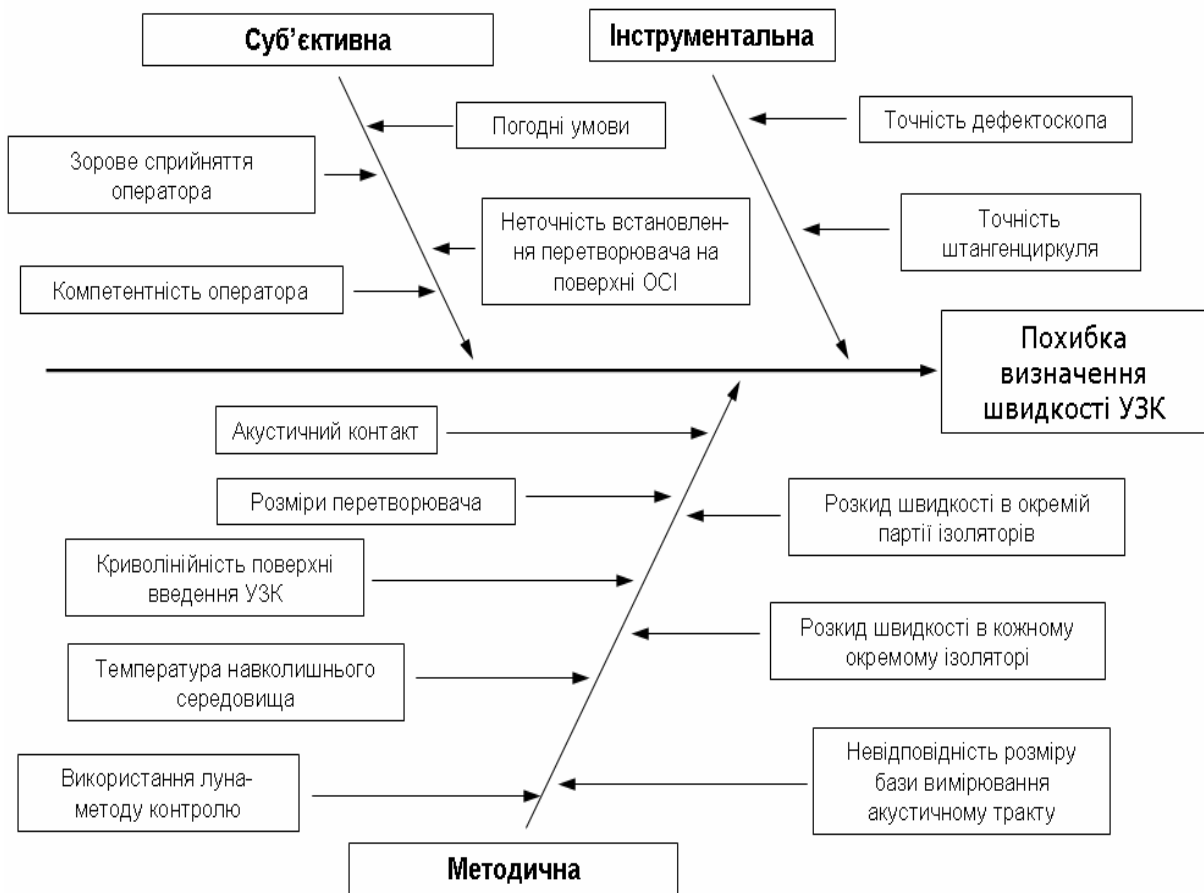 Суб’єктивна
Інструментальна
Погодні умови
Точність дефектоскопа
Зорове сприйняття
оператора
Неточність встановлен-
ня перетворювача на
поверхні ОСІ
Точність
штангенциркуля
Компетентність оператора
Похибка
визначення
швидкості УЗК
Акустичний контакт
Розміри перетворювача
Розкид швидкості в окремій
партії ізоляторів
Криволінійність поверхні
введення УЗК
Розкид швидкості в кожному
окремому ізоляторі
Температура навколишнього
середовища
Невідповідність розміру
бази вимірювання
акустичному тракту
Використання луна-
методу контролю
Методична